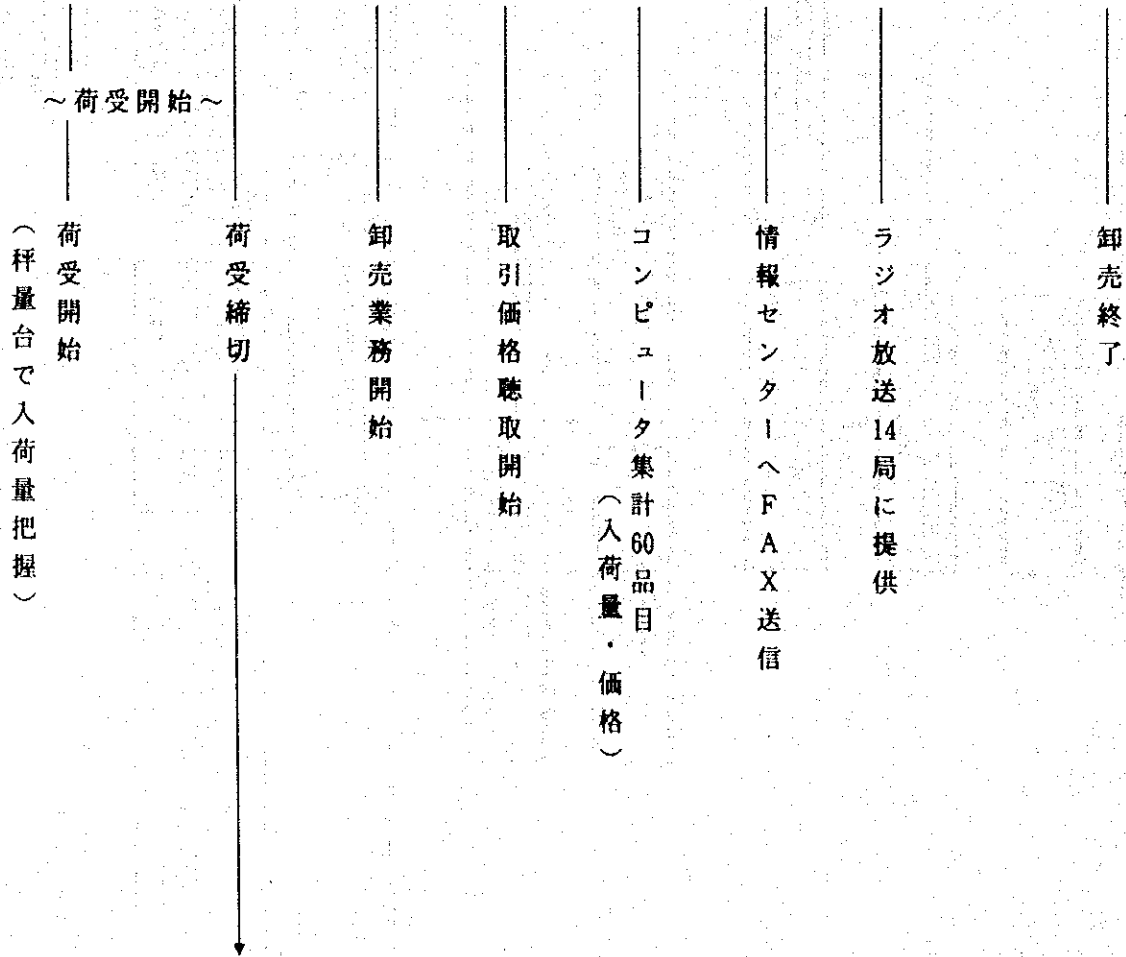 ～荷受開始～
荷受開始
（秤量台で入荷量把握）
荷受締切
卸売業務開始
取引価格聴取開始
コンピュータ集計60品目
（入荷量・価格）
情報センターへFAX送信
ラジオ放送14局に提供
卸売終了